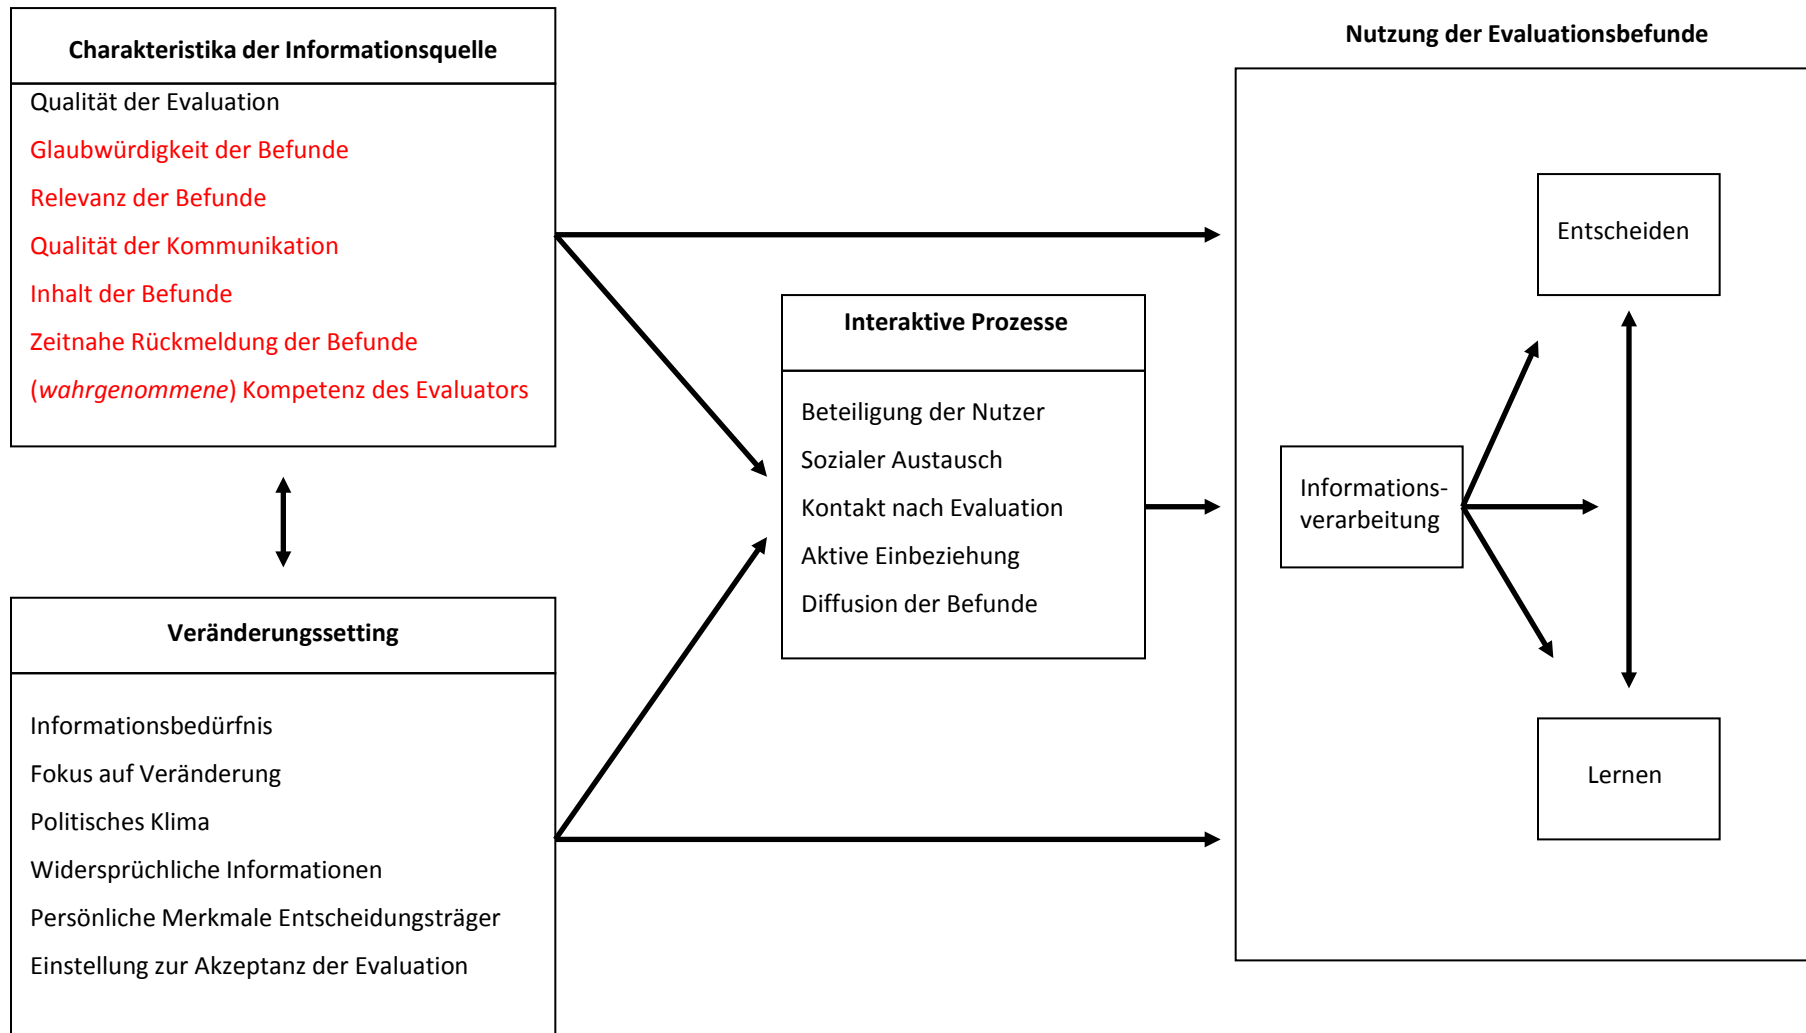 Charakteristika der Informationsquelle
Qualität der Evaluation
Glaubwürdigkeit der Befunde
Relevanz der Befunde
Qualität der Kommunikation
Inhalt der Befunde
Zeitnahe Rückmeldung der Befunde
(wahrgenommene) Kompetenz des Evaluators
Veränderungssetting
Informationsbedürfnis
Fokus auf Veränderung
Politisches Klima
Widersprüchliche Informationen
Persönliche Merkmale Entscheidungsträger
Einstellung zur Akzeptanz der Evaluation
Interaktive Prozesse
Beteiligung der Nutzer
Sozialer Austausch
Kontakt nach Evaluation
Aktive Einbeziehung
Diffusion der Befunde
Nutzung der Evaluationsbefunde
Informations-
verarbeitung
Entscheiden
Lernen